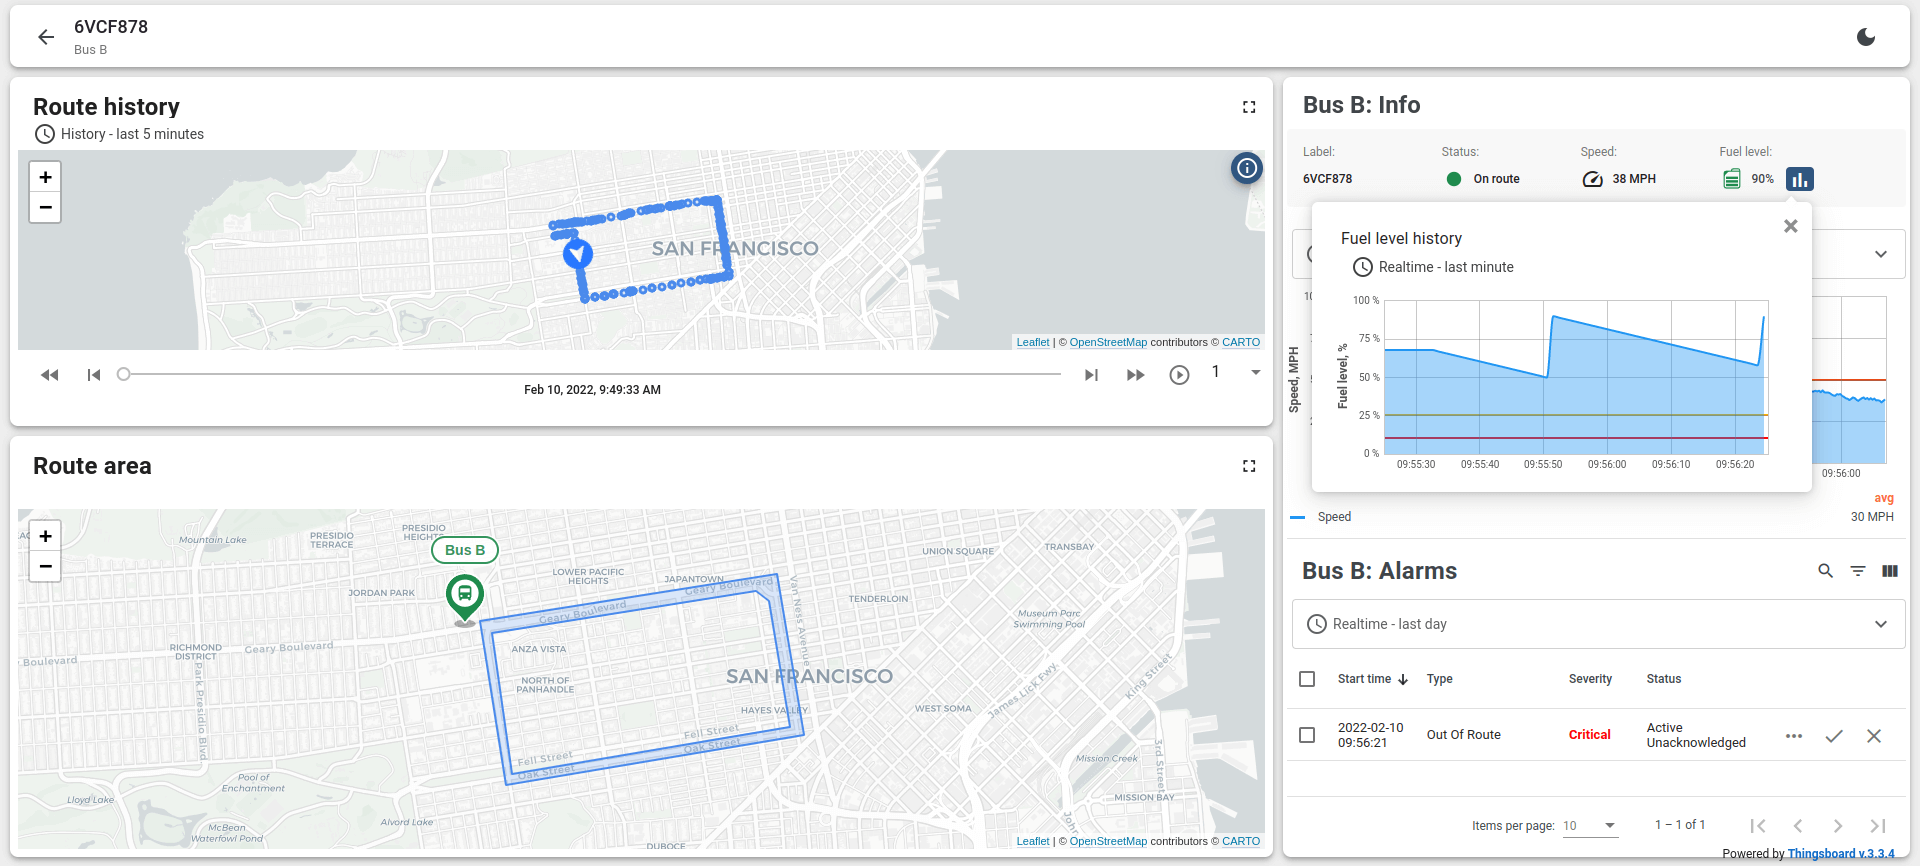 6VCF878
Bus B
Route history
History - last 5 minutes
+
−
SAN FRANCISCO
Leaflet | © OpenStreetMap contributors © CARTO
Feb 10, 2022, 9:49:33 AM
1
Route area
+
−
Bus B
Mountain Lake
PRESIDIO
TERRACE
PRESIDIO
HEIGHTS
JORDAN PARK
LOWER PACIFIC
HEIGHTS
JAPANTOWN
UNION SQUARE
TRANSBAY
TENDERLOIN
Geary Boulevard
Geary Boulevard
Van Ness Avenue
Museum Parc
Swimming Pool
RICHMOND
DISTRICT
Geary Boulevard
Boulevard
Park Presidio Blvd
ANZA VISTA
NORTH OF
PANHANDLE
SAN FRANCISCO
HAYES VALLEY
WEST SOMA
James Lick Fwy
King Street
Fell Street
Oak Street
Fell Street
Oak Street
3rd Street
Mission Creek
MISSION BAY
Pool of
Enchantment
Lloyd Lake
McBean
Waterfowl Pond
Alvord Lake
DUBOCE
Leaflet | © OpenStreetMap contributors © CARTO
Bus B: Info
Label:
Status:
Speed:
Fuel level:
6VCF878
On route
38 MPH
90%
Fuel level history
Realtime - last minute
Fuel level, %
100 %
75 %
50 %
25 %
0 %
09:55:30
09:55:40
09:55:50
09:56:00
09:56:10
09:56:20
Speed, MPH
09:56:00
avg
Speed
30 MPH
Bus B: Alarms
Realtime - last day
Start time
Type
Severity
Status
2022-02-10
09:56:21
Out Of Route
Critical
Active
Unacknowledged
Items per page:
10
1 – 1 of 1
Powered by Thingsboard v.3.3.4